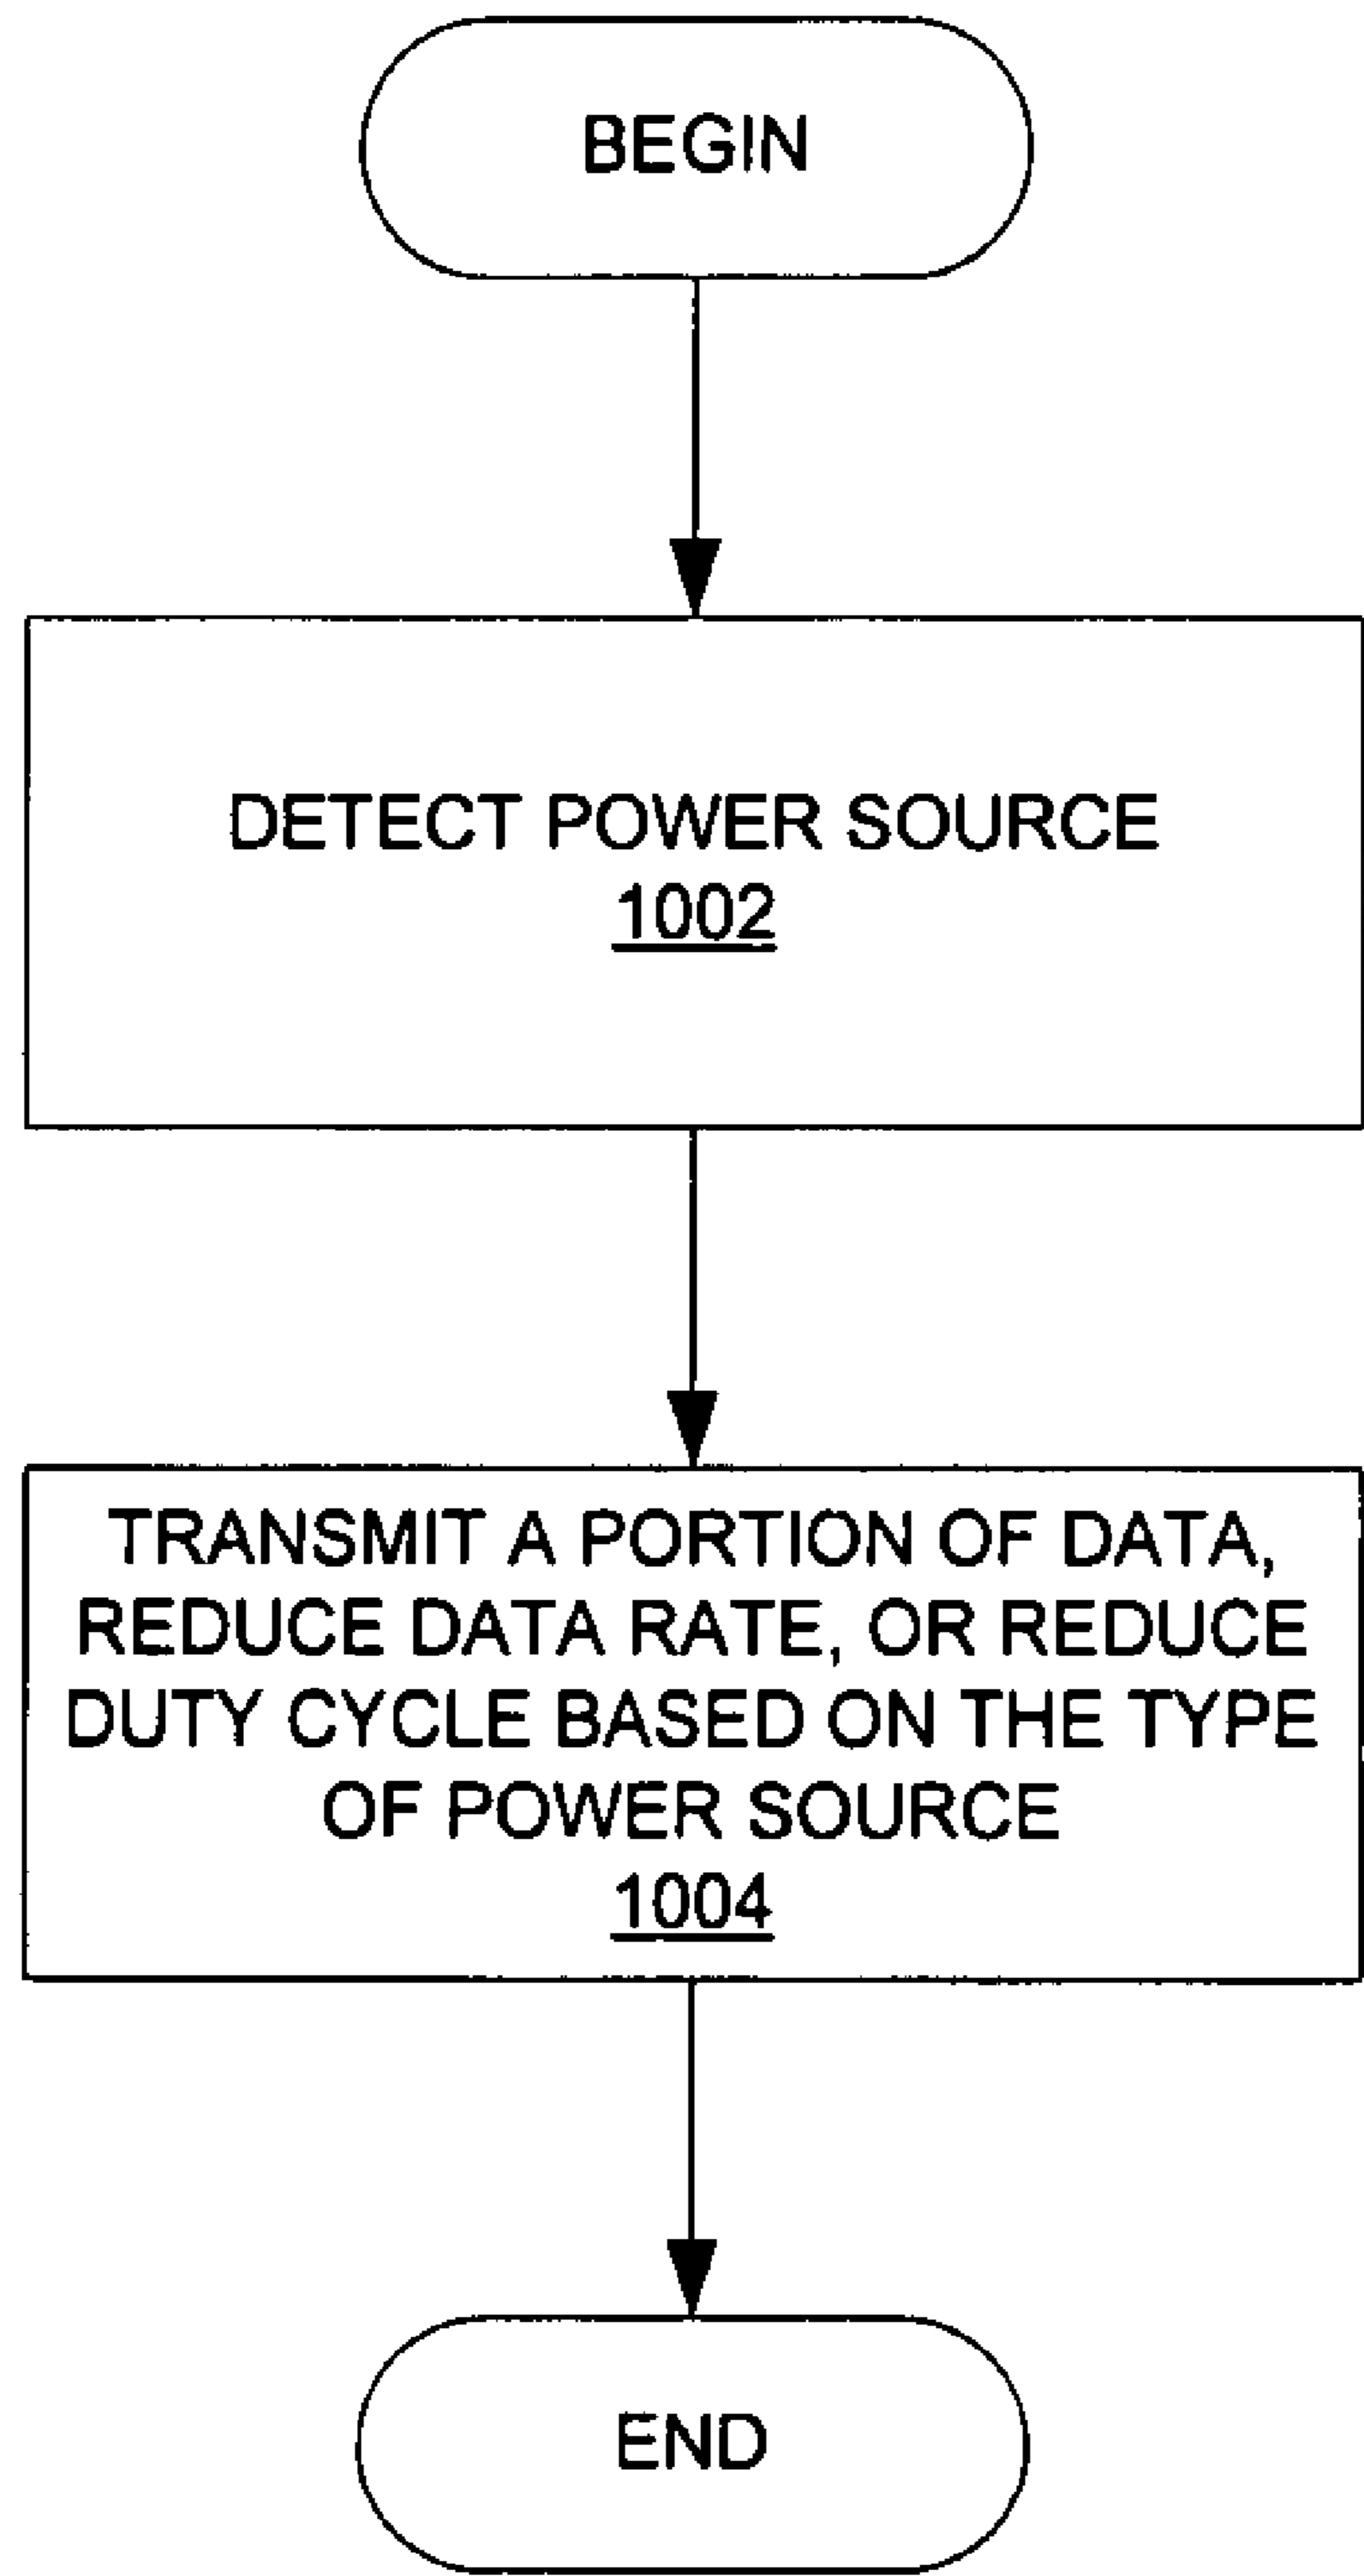 BEGIN
DETECT POWER SOURCE
1002
TRANSMIT A PORTION OF DATA,
REDUCE DATA RATE, OR REDUCE
DUTY CYCLE BASED ON THE TYPE
OF POWER SOURCE
1004
END